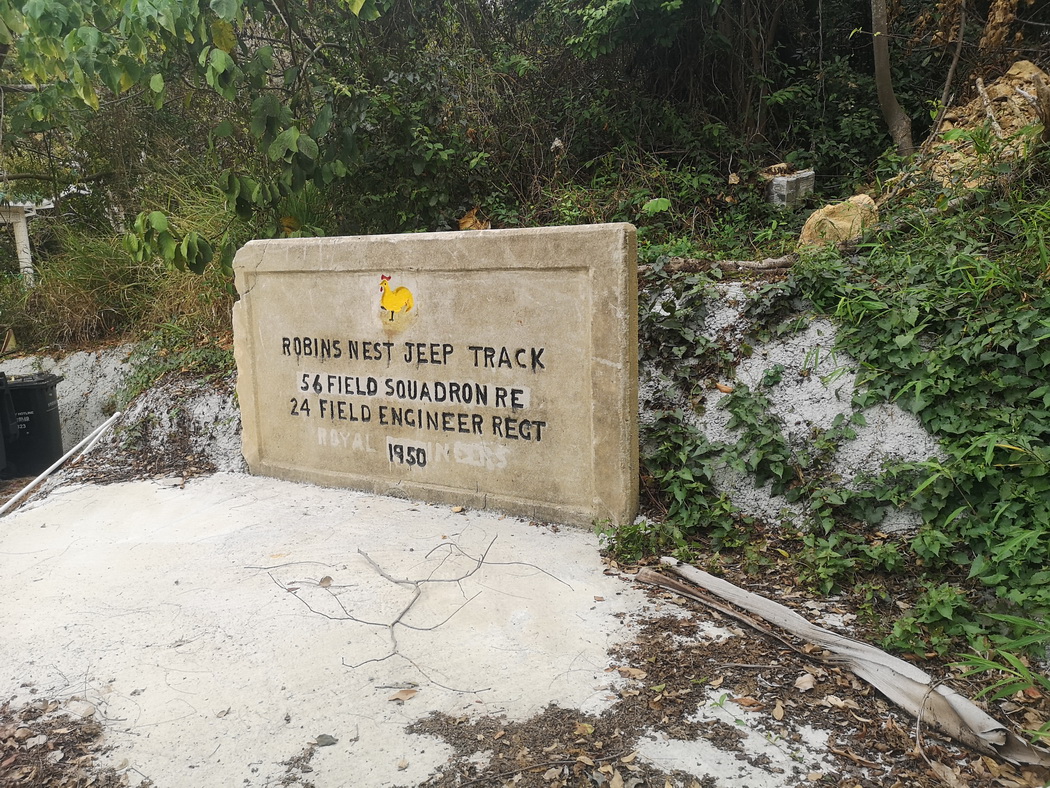 ROBINS NEST JEEP TRACK
56 FIELD SQUADRON RE
24 FIELD ENGINEER REGT
ROYAL
1950